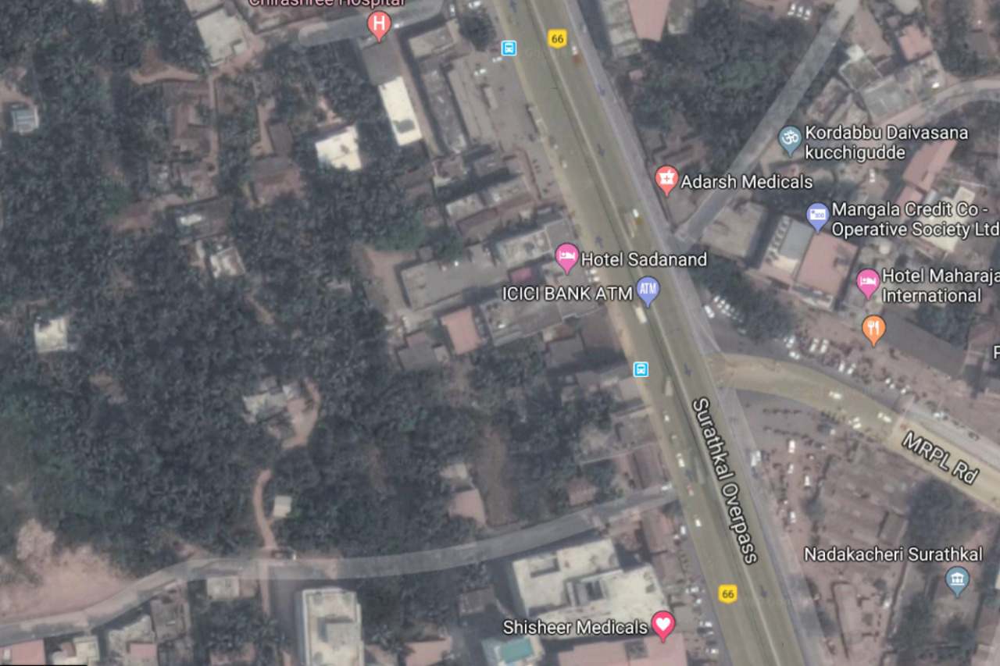 Chirashree Hospital
H
66
Kordabbu Daivasana
kucchigudde
Adarsh Medicals
Mangala Credit Co -
Operative Society Ltd
Hotel Sadanand
Hotel Maharaja
International
ICICI BANK ATM
ATM
Surathkal Overpass
MRPL Rd
Nadakacheri Surathkal
66
Shisheer Medicals